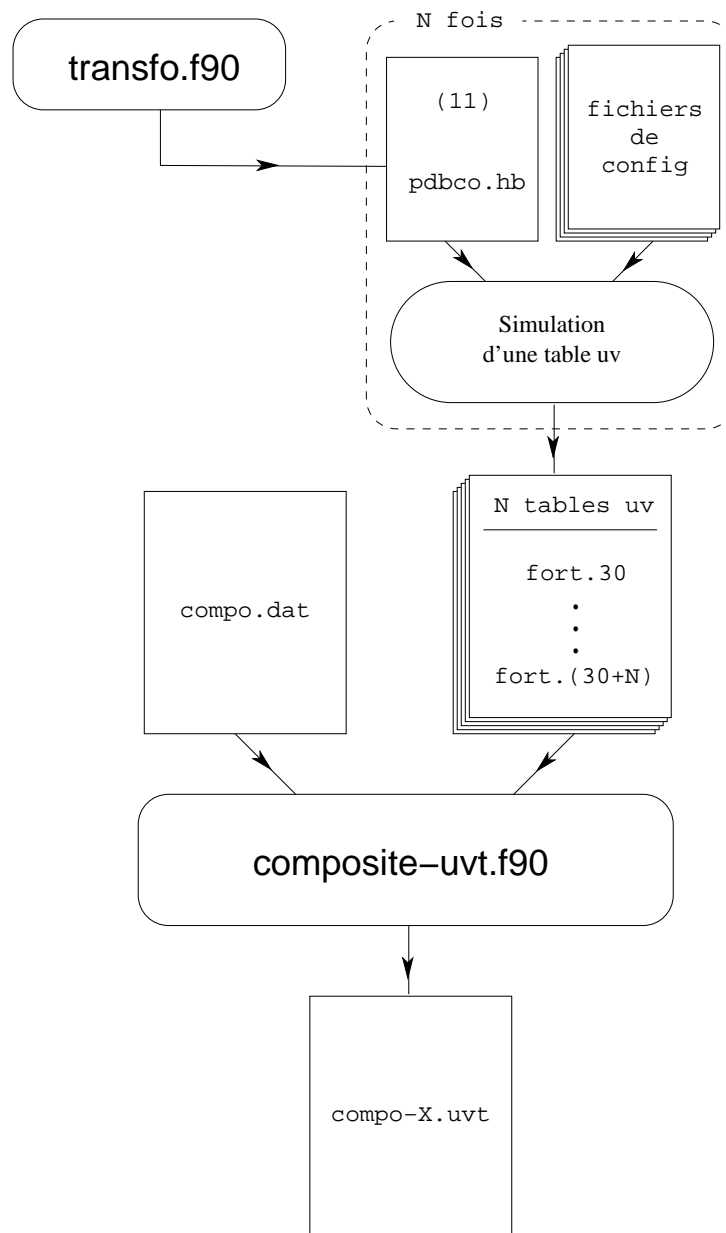 N fois
transfo.f90
(11)
pdbco.hb
fichiers
de
config
Simulation
d'une table uv
N tables uv
fort.30
.
.
.
fort.(30+N)
compo.dat
composite-uvt.f90
compo-X.uvt